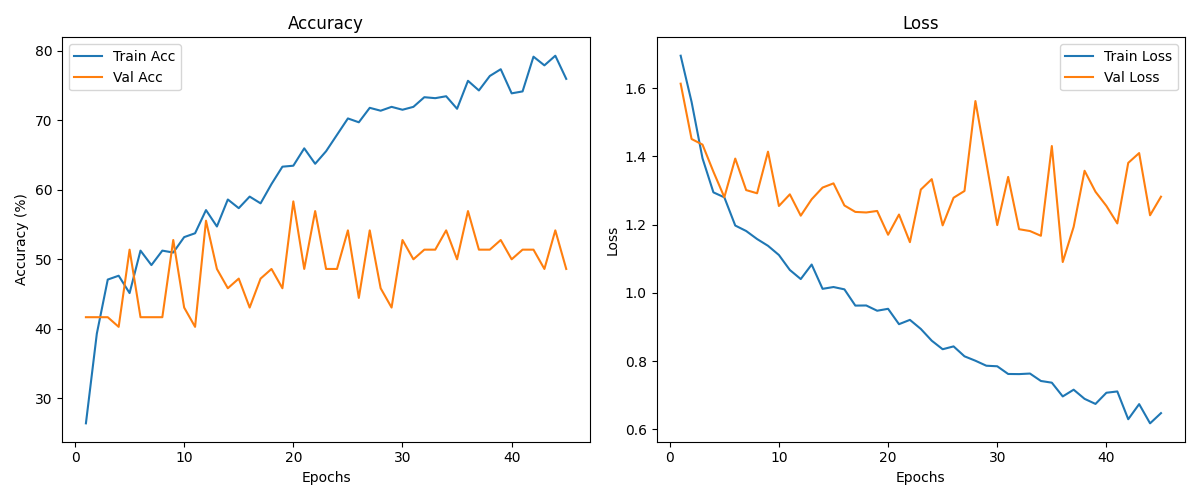 Accuracy
Train Acc
Val Acc
Accuracy (%)
80
70
60
50
40
30
0
10
20
30
40
Epochs
Loss
Train Loss
Val Loss
Loss
1.6
1.4
1.2
1.0
0.8
0.6
0
10
20
30
40
Epochs